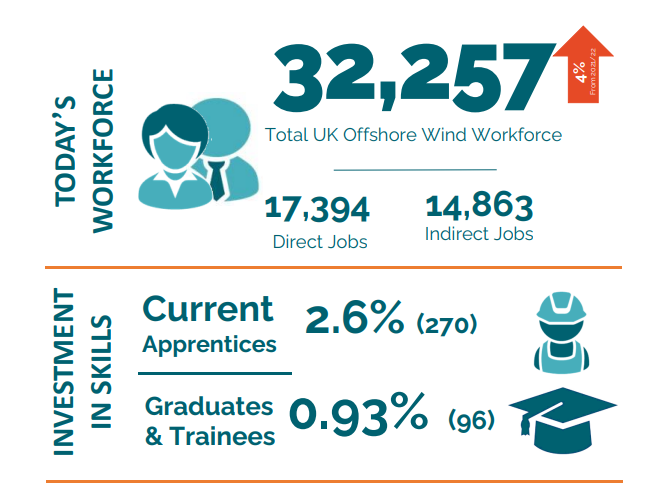 TODAY'S
WORKFORCE
32,257
4%
From 2021/22
Total UK Offshore Wind Workforce
17,394
Direct Jobs
14,863
Indirect Jobs
INVESTMENT
IN SKILLS
Current
Apprentices
2.6% (270)
Graduates
& Trainees
0.93% (96)